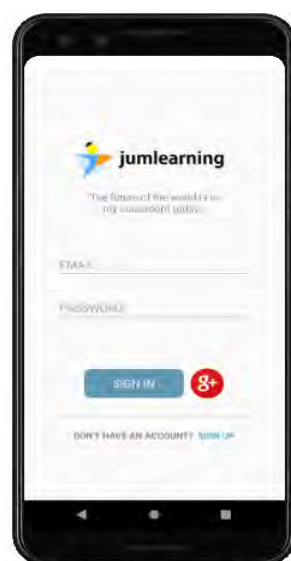 jumlearning
The future of the world is in
my classroom today.
EMAIL
PASSWORD
SIGN IN
g+
DON'T HAVE AN ACCOUNT? SIGN UP